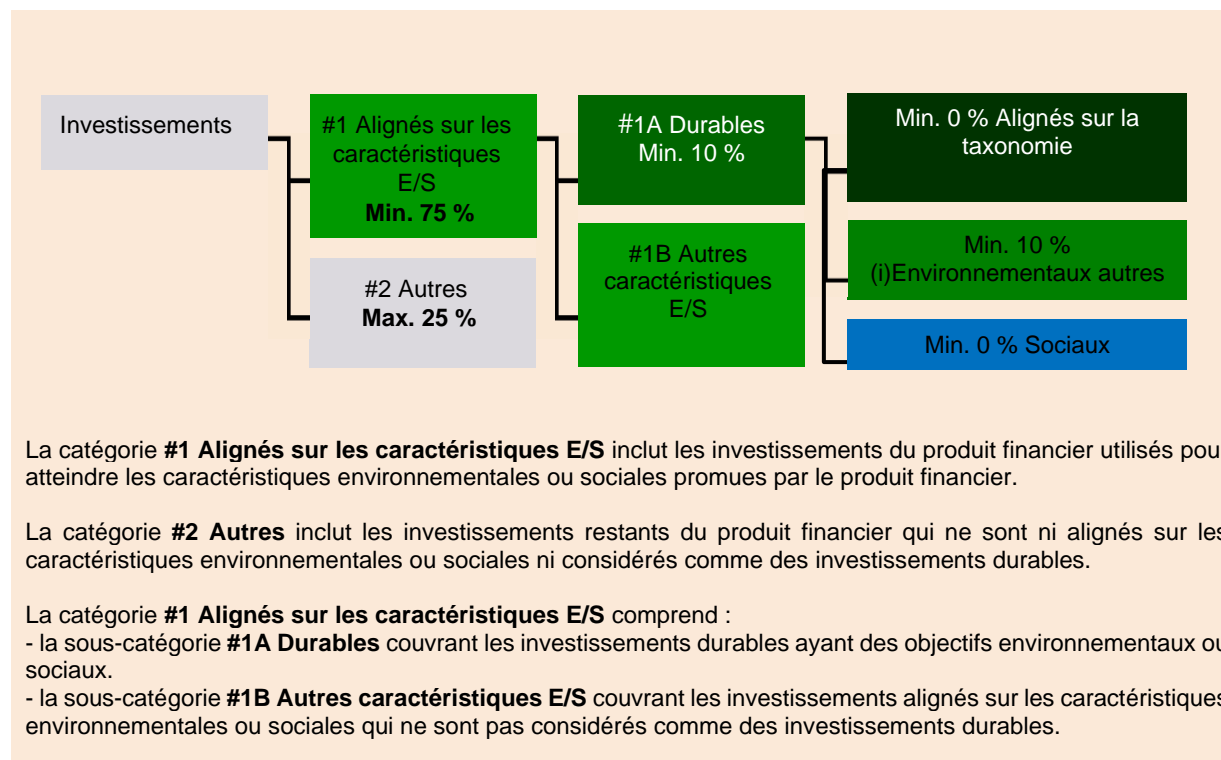 Investissements
#1 Alignés sur les
caractéristiques
E/S
Min. 75 %
#2 Autres
Max. 25 %
#1A Durables
Min. 10 %
#1B Autres
caractéristiques
E/S
Min. 0 % Alignés sur la
taxonomie
Min. 10 %
(i)Environnementaux autres
Min. 0 % Sociaux
La catégorie #1 Alignés sur les caractéristiques E/S inclut les investissements du produit financier utilisés pou
atteindre les caractéristiques environnementales ou sociales promues par le produit financier.
La catégorie #2 Autres inclut les investissements restants du produit financier qui ne sont ni alignés sur les
caractéristiques environnementales ou sociales ni considérés comme des investissements durables.
La catégorie #1 Alignés sur les caractéristiques E/S comprend :
- la sous-catégorie #1A Durables couvrant les investissements durables ayant des objectifs environnementaux ou
sociaux.
- la sous-catégorie #1B Autres caractéristiques E/S couvrant les investissements alignés sur les caractéristiques
environnementales ou sociales qui ne sont pas considérés comme des investissements durables.